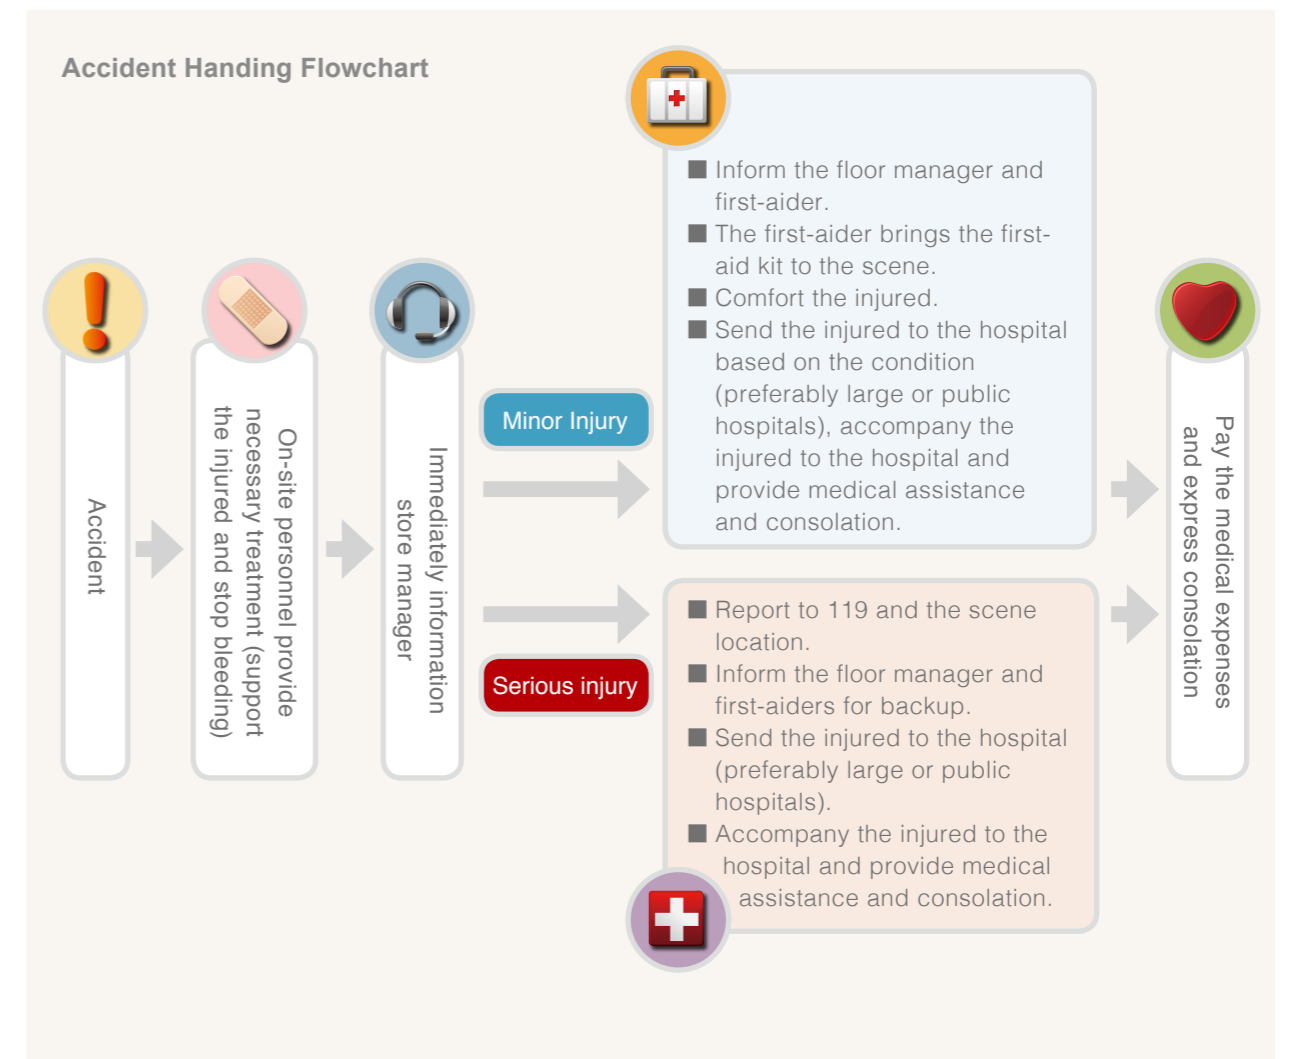 Accident Handing Flowchart
Accident
On-site personnel provide
necessary treatment (support
the injured and stop bleeding)
Immediately information
store manager
Minor Injury
■ Inform the floor manager and
first-aider.
■ The first-aider brings the first-
aid kit to the scene.
■ Comfort the injured.
■ Send the injured to the hospital
based on the condition
(preferably large or public
hospitals), accompany the
injured to the hospital and
provide medical assistance
and consolation.
Serious injury
■ Report to 119 and the scene
location.
■ Inform the floor manager and
first-aiders for backup.
■ Send the injured to the hospital
(preferably large or public
hospitals).
■ Accompany the injured to the
hospital and provide medical
assistance and consolation.
Pay the medical expenses
and express consolation